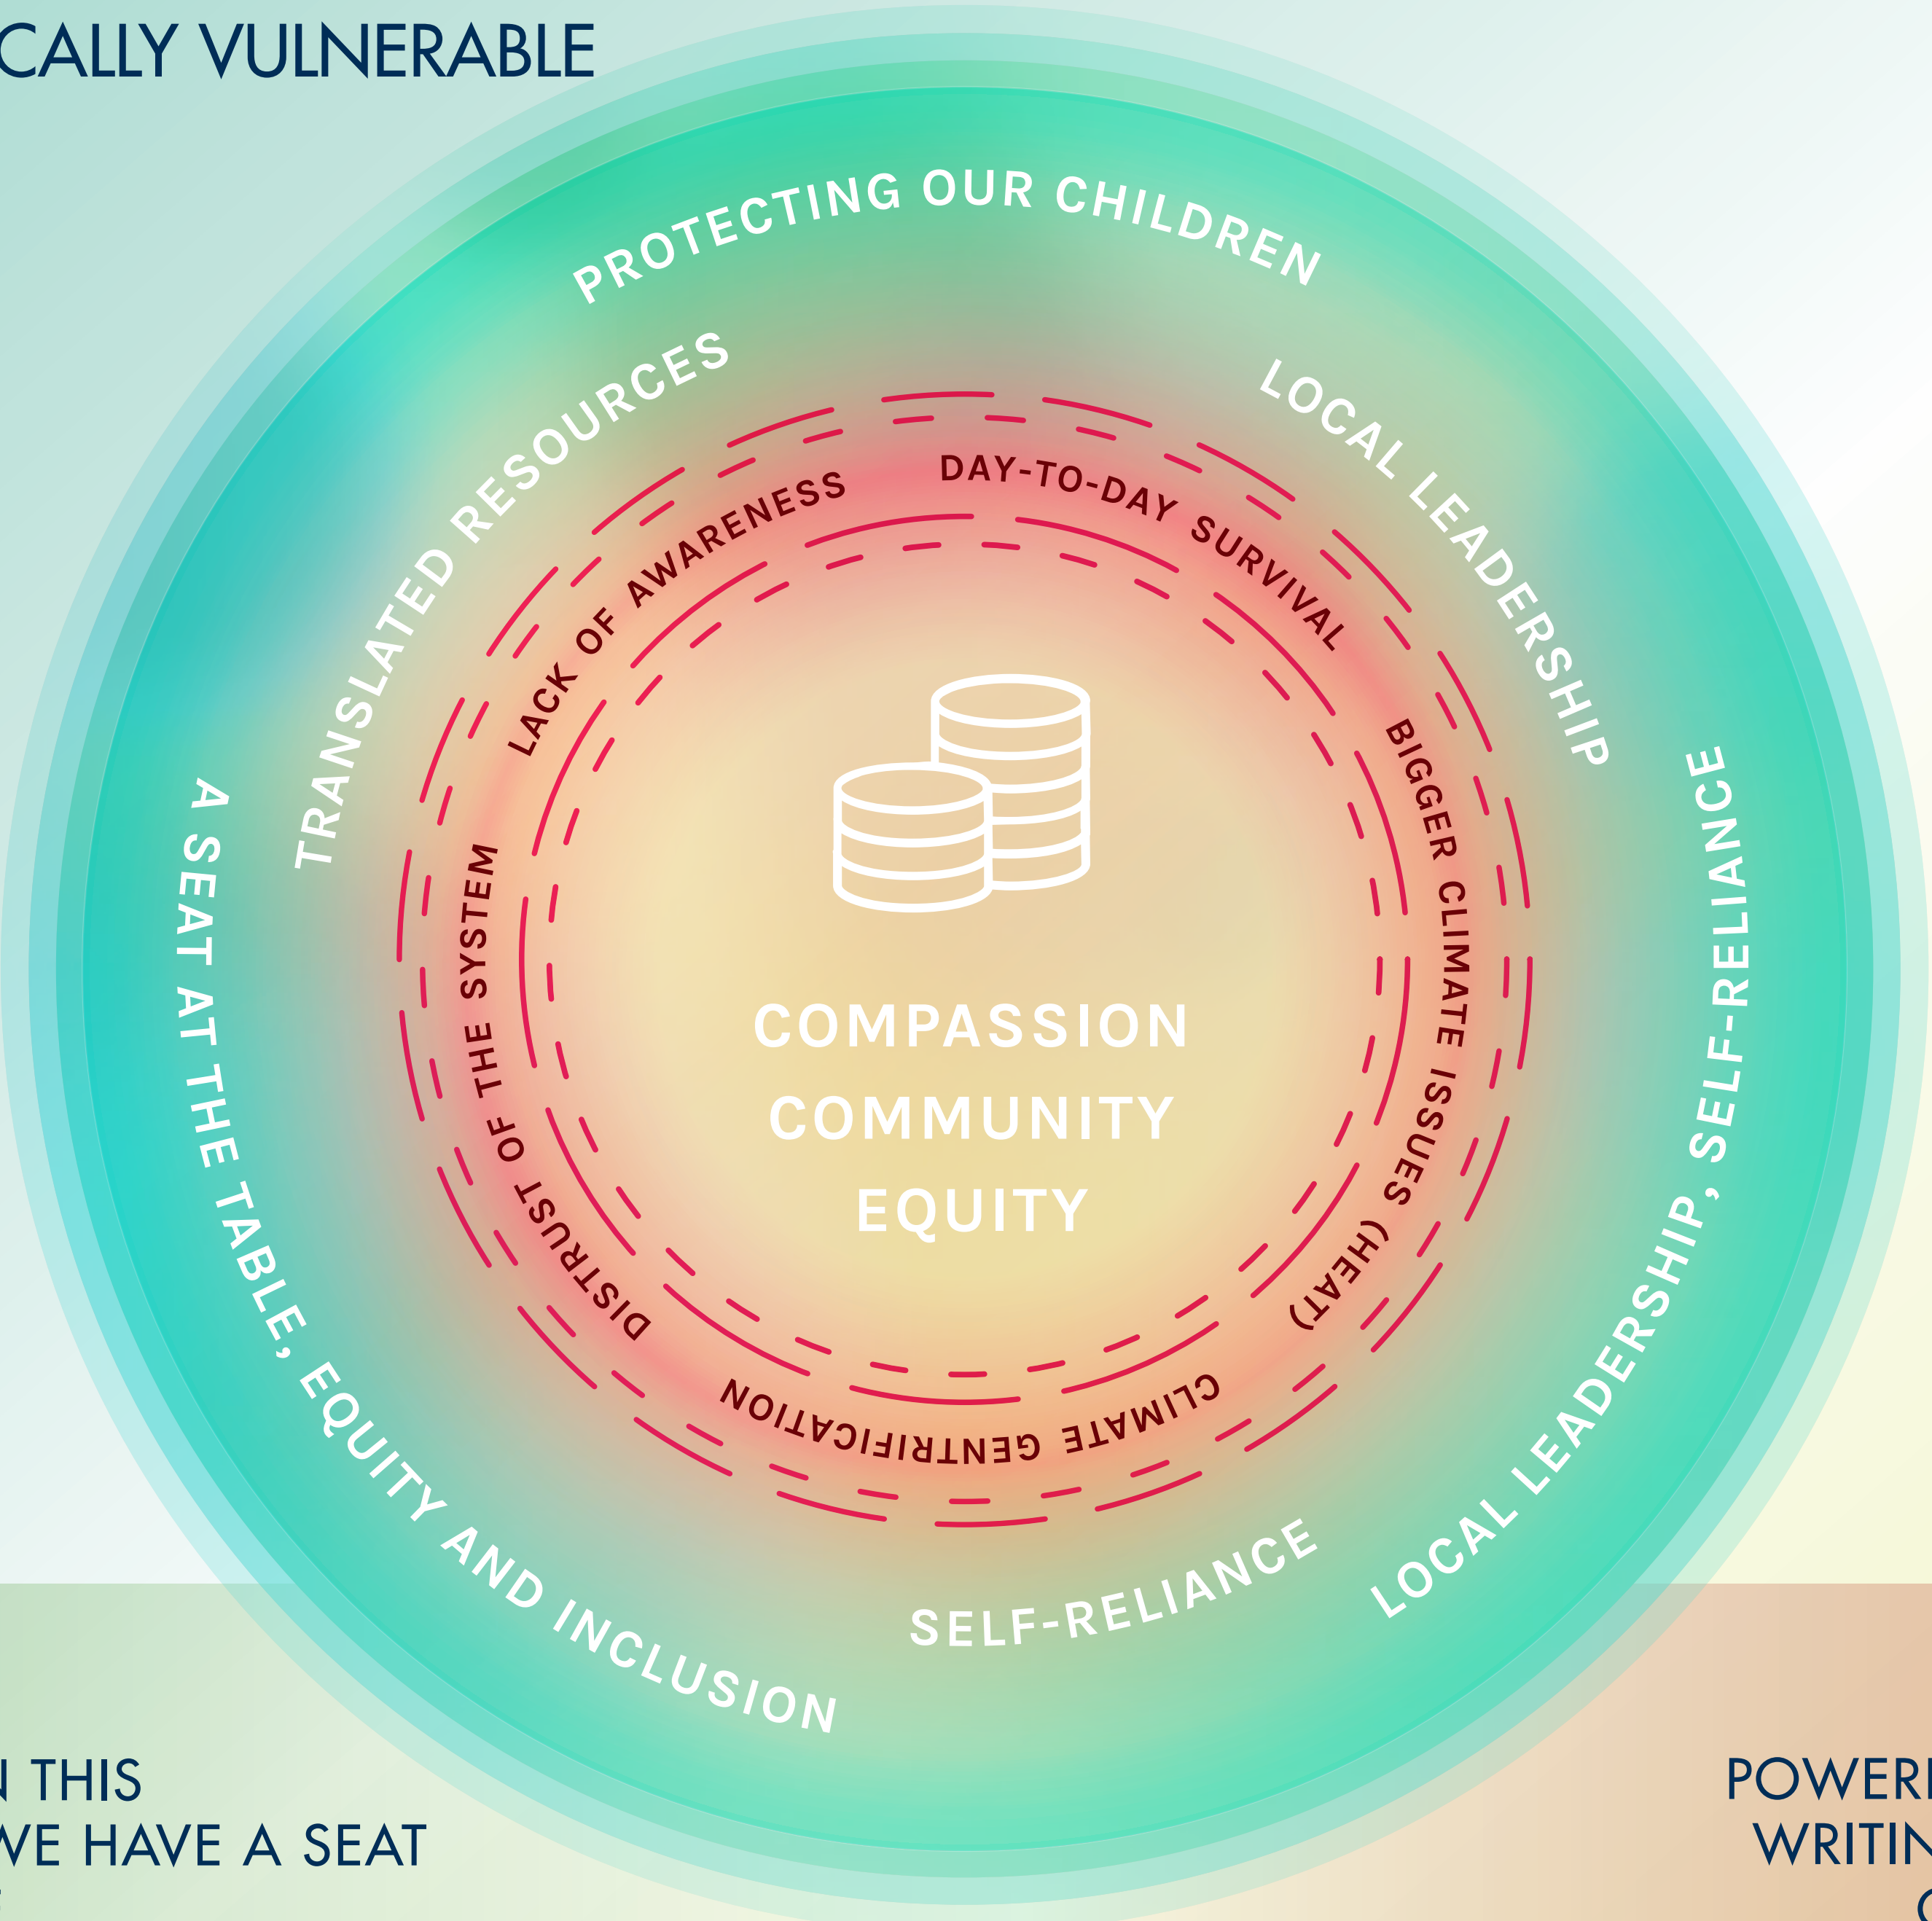 CALLY VULNERABLE
PROTECTING OUR CHILDREN
TRANSLATED RESOURCES
LOCAL LEADERSHIP
LACK OF AWARENESS
DAY-TO-DAY SURVIVAL
BIGGER CLIMATE ISSUES (HEAT)
CLIMATE GENTRIFICATION
DISTRUST OF THE SYSTEM
COMPASSION
COMMUNITY
EQUITY
A SEAT AT THE TABLE, EQUITY AND INCLUSION
SELF-RELIANCE
LOCAL LEADERSHIP, SELF-RELIANCE
N THIS
WE HAVE A SEAT
POWER
WRITIN